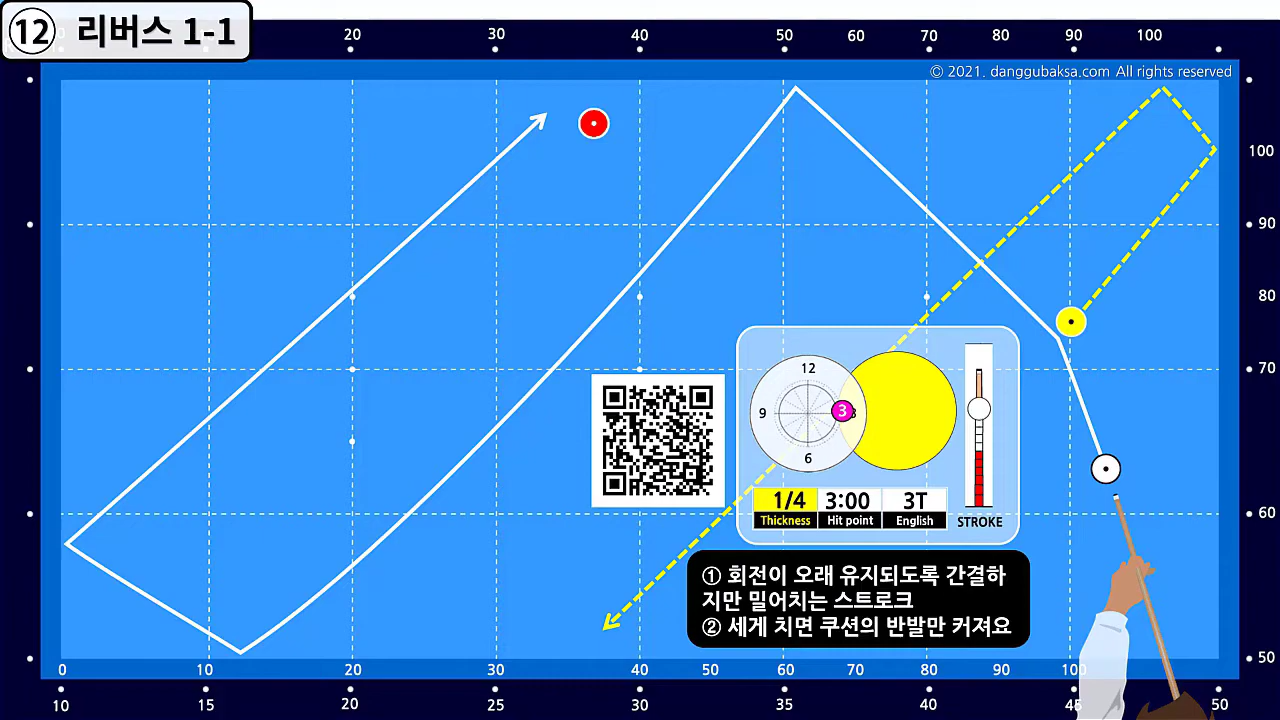 ⑫ 리버스 1-1
20 30 40 50 60 70 80 90 100
© 2021. danggubaksa.com All rights reserved
100
90
80
70
60
50
12
9
3
6
1/4 3:00 3T
Thickness Hit point English
STROKE
① 회전이 오래 유지되도록 간결하
지만 밀어치는 스트로크
② 세게 치면 쿠션의 반발만 커져요
0 10 20 30 40 50 60 70 80 90 100
10 15 20 25 30 35 40 45 50